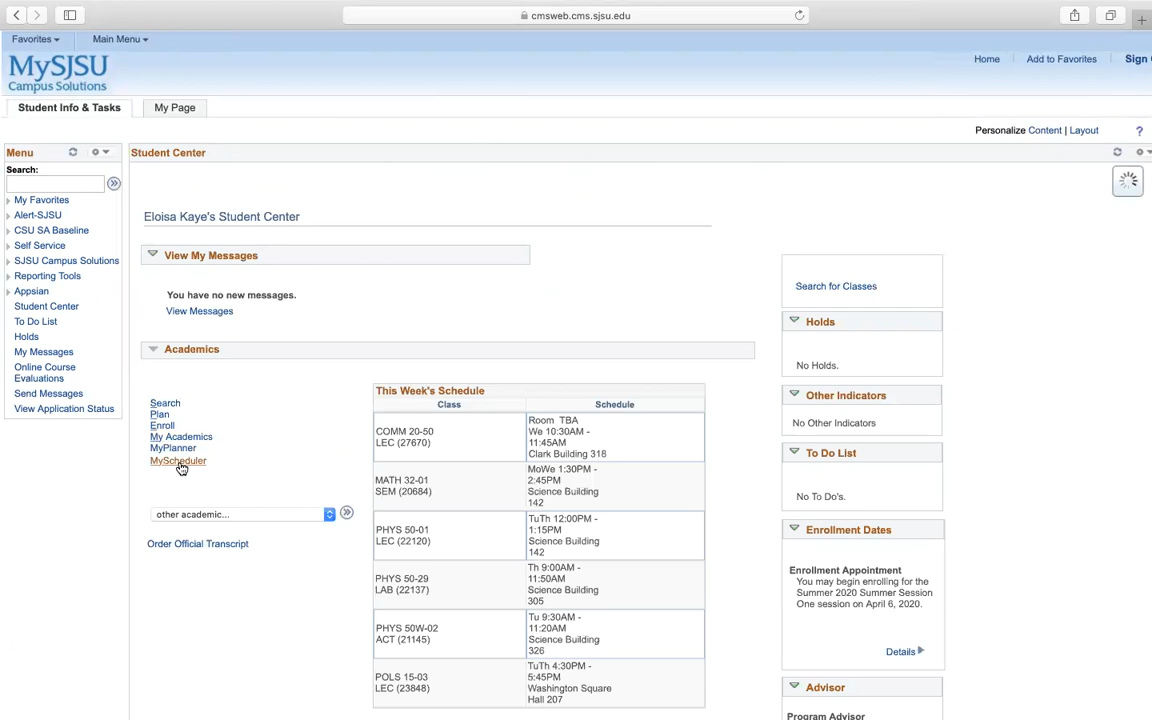 cmsweb.cms.sjsu.edu
Favorites
Main Menu
MySJSU
Campus Solutions
Home
Add to Favorites
Sign
Student Info & Tasks
My Page
Personalize Content | Layout
?
Menu
Search:
My Favorites
Alert-SJSU
CSU SA Baseline
Self Service
SJSU Campus Solutions
Reporting Tools
Appsian
Student Center
To Do List
Holds
My Messages
Online Course
Evaluations
Send Messages
View Application Status
Student Center
Eloisa Kaye's Student Center
View My Messages
You have no new messages.
View Messages
Academics
Search
Plan
Enroll
My Academics
MyPlanner
MyScheduler
other academic...
Order Official Transcript
This Week's Schedule
Class
Schedule
COMM 20-50
LEC (27670)
Room TBA
We 10:30AM -
11:45AM
Clark Building 318
MATH 32-01
SEM (20684)
MoWe 1:30PM -
2:45PM
Science Building
142
PHYS 50-01
LEC (22120)
TuTh 12:00PM -
1:15PM
Science Building
142
PHYS 50-29
LAB (22137)
Th 9:00AM -
11:50AM
Science Building
305
PHYS 50W-02
ACT (21145)
Tu 9:30AM -
11:20AM
Science Building
326
POLS 15-03
LEC (23848)
TuTh 4:30PM -
5:45PM
Washington Square
Hall 207
Search for Classes
Holds
No Holds.
Other Indicators
No Other Indicators
To Do List
No To Do's.
Enrollment Dates
Enrollment Appointment
You may begin enrolling for the
Summer 2020 Summer Session
One session on April 6, 2020.
Details
Advisor
Program Advisor